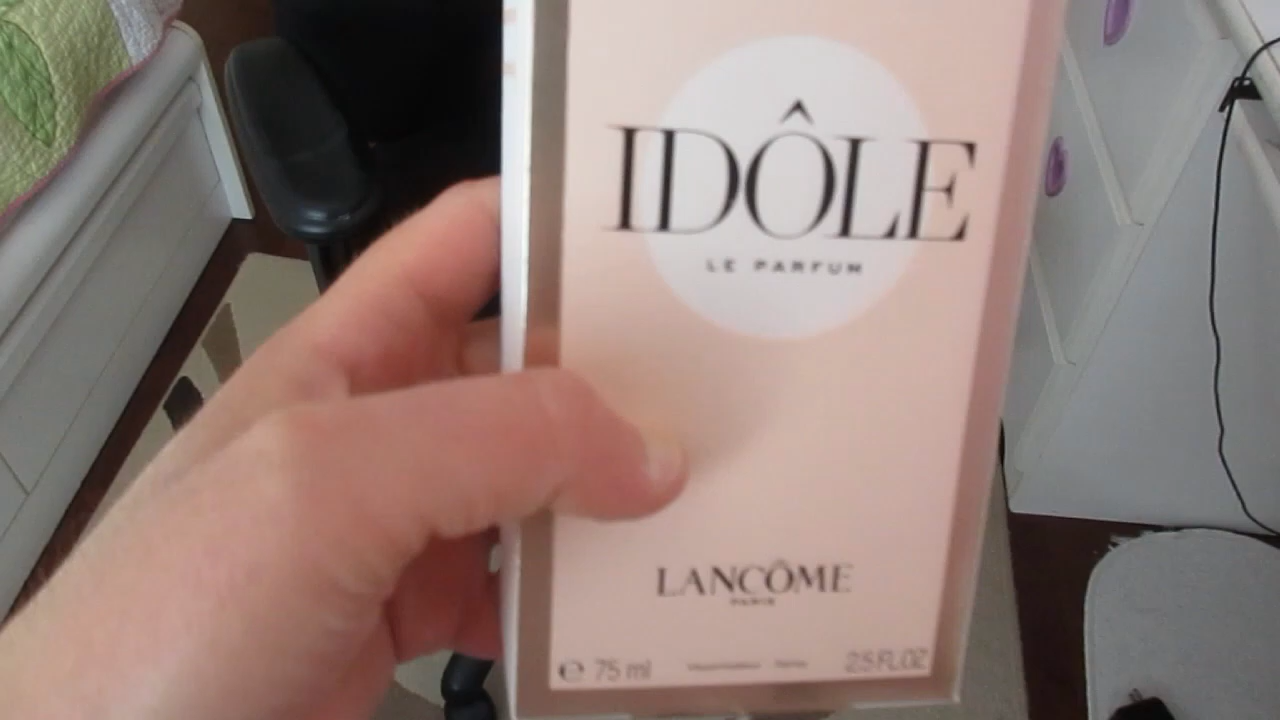 IDÔLE
LE PARFUM
LANCÔME
PARIS
℮ 75 ml 2.5 FL.OZ